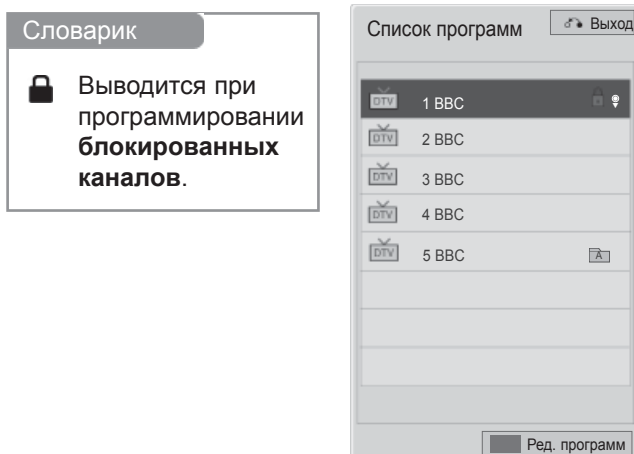 Словарик
Выводится при
программировании
блокированных
каналов.
Список программ
Выход
DTV 1 BBC
DTV 2 BBC
DTV 3 BBC
DTV 4 BBC
DTV 5 BBC A
Ред. программ